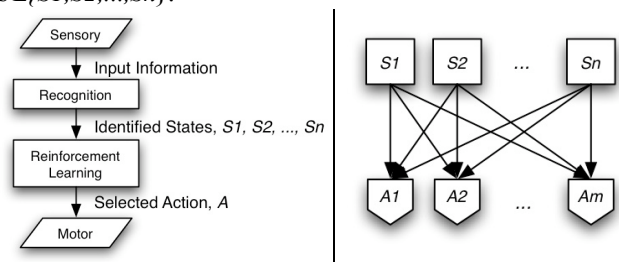 Sensory
Input Information
Recognition
Identified States, S1, S2, ..., Sn
Reinforcement
Learning
Selected Action, A
Motor
S1 S2 ... Sn
A1 A2 ... Am